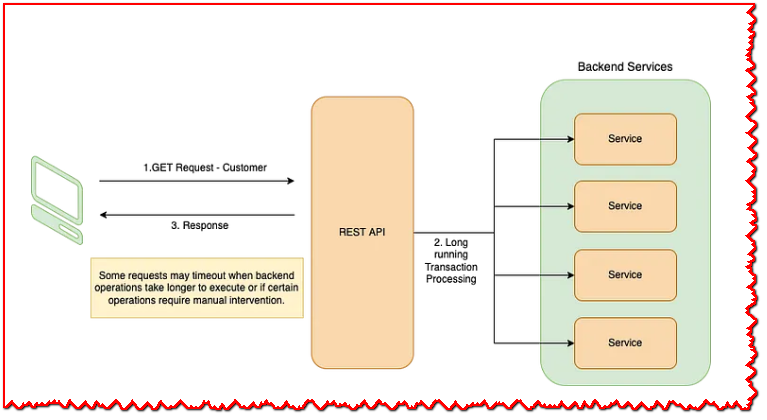 Backend Services
1.GET Request - Customer
3. Response
Some requests may timeout when backend
operations take longer to execute or if certain
operations require manual intervention.
REST API
2. Long
running
Transaction
Processing
Service
Service
Service
Service